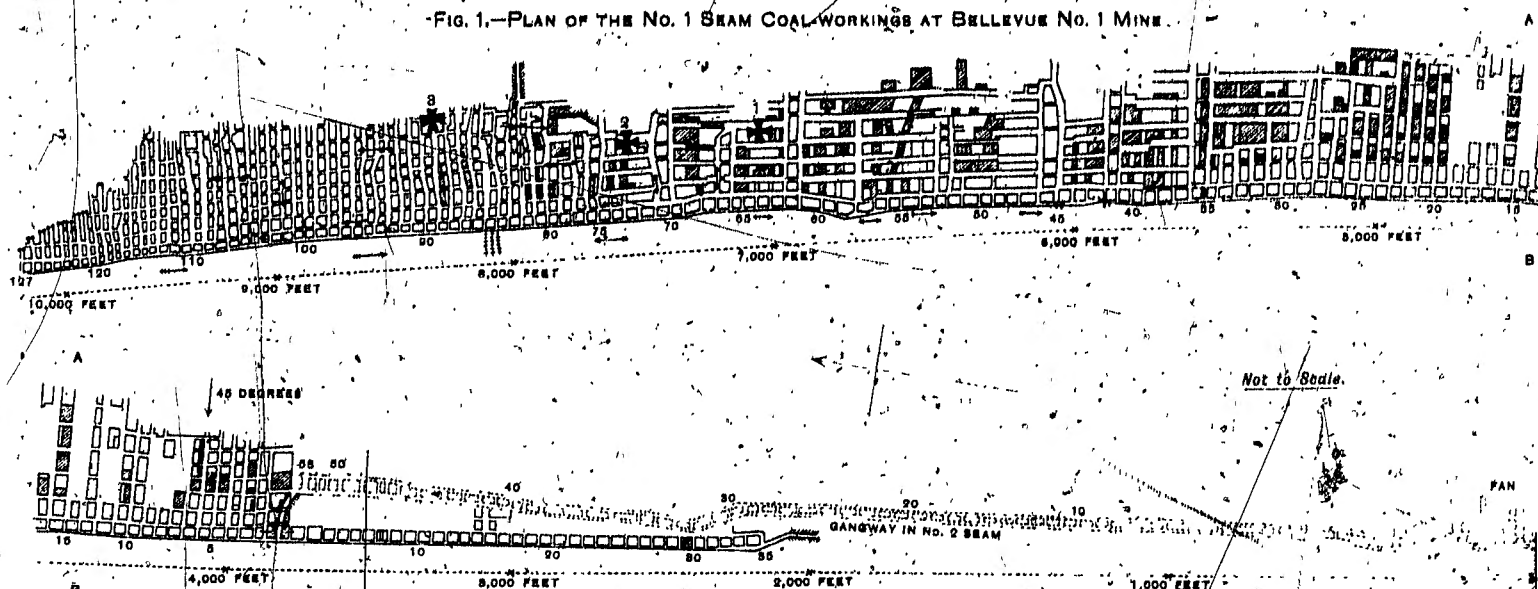 FIG. 1.—PLAN OF THE NO. 1 SEAM COAL-WORKINGS AT BELLEVUE NO. 1 MINE.
A
3 2 1
127 120 110 100 90 80 75 70 65 60 55 50 45 40 35 30 25 20 15
10,000 FEET 9,000 FEET 8,000 FEET 7,000 FEET 6,000 FEET 5,000 FEET
B
A
45 DEGREES
Not to Scale.
55 50 40 30 20 10
FAN
GANGWAY IN NO. 2 SEAM
15 10 5 10 20 30 35
4,000 FEET 3,000 FEET 2,000 FEET 1,000 FEET
B